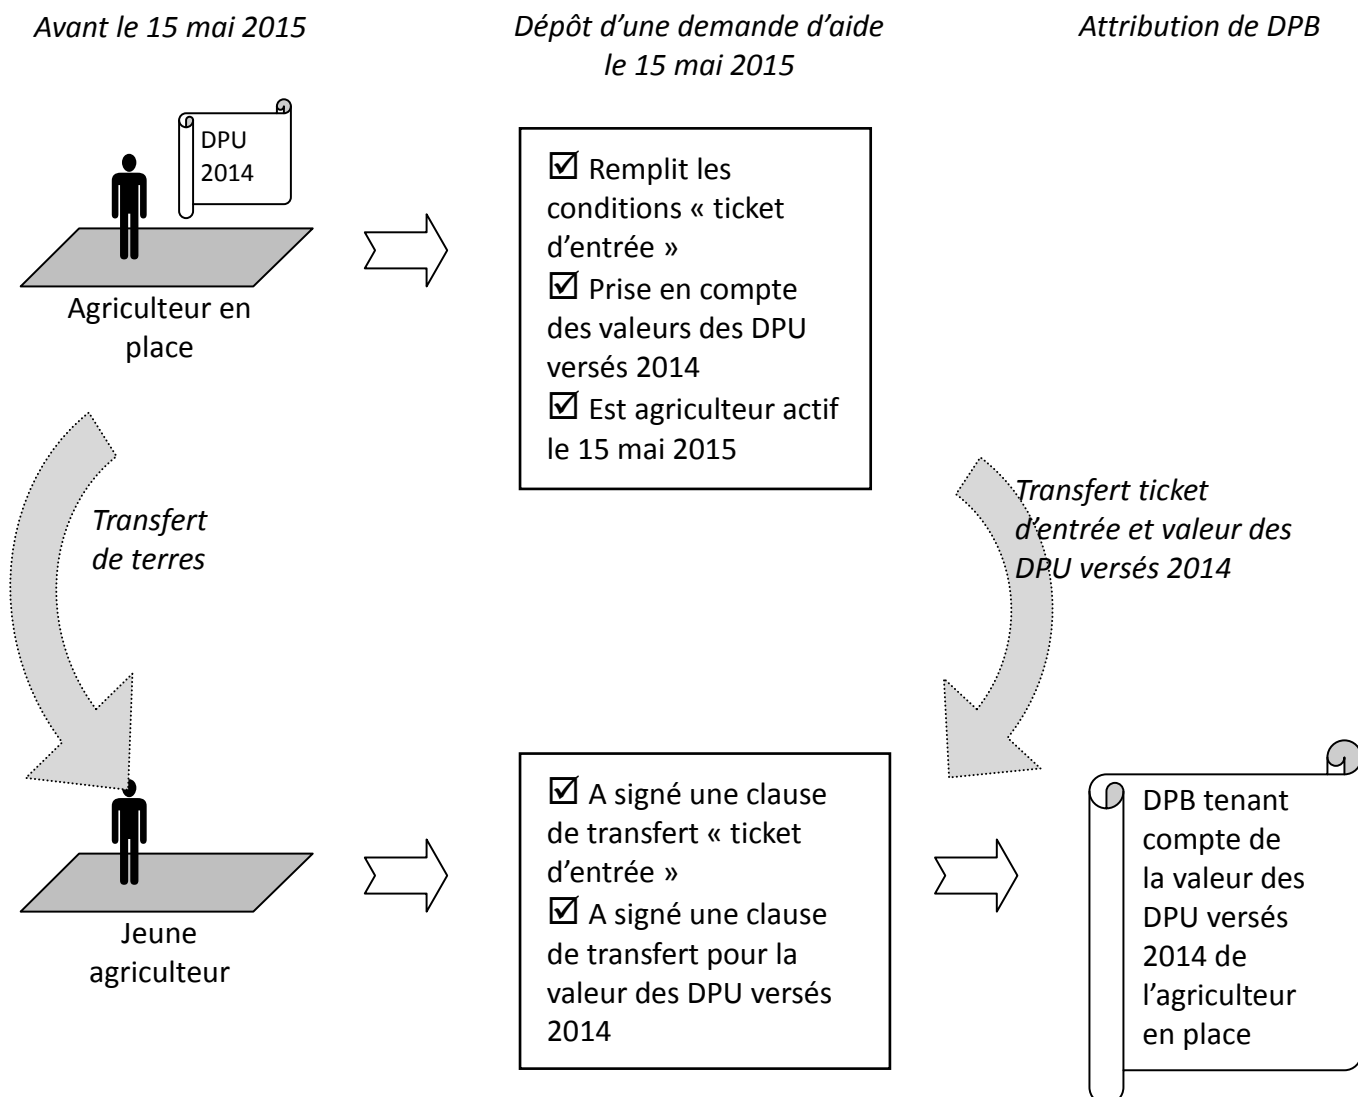 Avant le 15 mai 2015
Dépôt d’une demande d’aide
le 15 mai 2015
Attribution de DPB
DPU
2014
Agriculteur en
place
☑ Remplit les
conditions « ticket
d’entrée »
☑ Prise en compte
des valeurs des DPU
versés 2014
☑ Est agriculteur actif
le 15 mai 2015
Transfert
de terres
Transfert ticket
d’entrée et valeur des
DPU versés 2014
Jeune
agriculteur
☑ A signé une clause
de transfert « ticket
d’entrée »
☑ A signé une clause
de transfert pour la
valeur des DPU versés
2014
DPB tenant
compte de
la valeur des
DPU versés
2014 de
l’agriculteur
en place